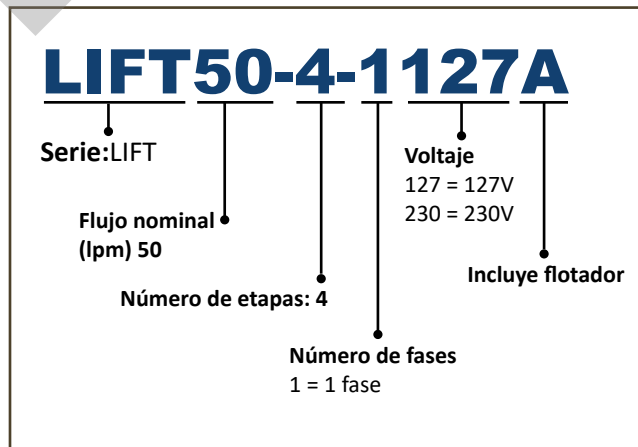 LIFT50-4-1127A
Serie:LIFT
Voltaje
127 = 127V
230 = 230V
Flujo nominal
(lpm) 50
Incluye flotador
Número de etapas: 4
Número de fases
1 = 1 fase